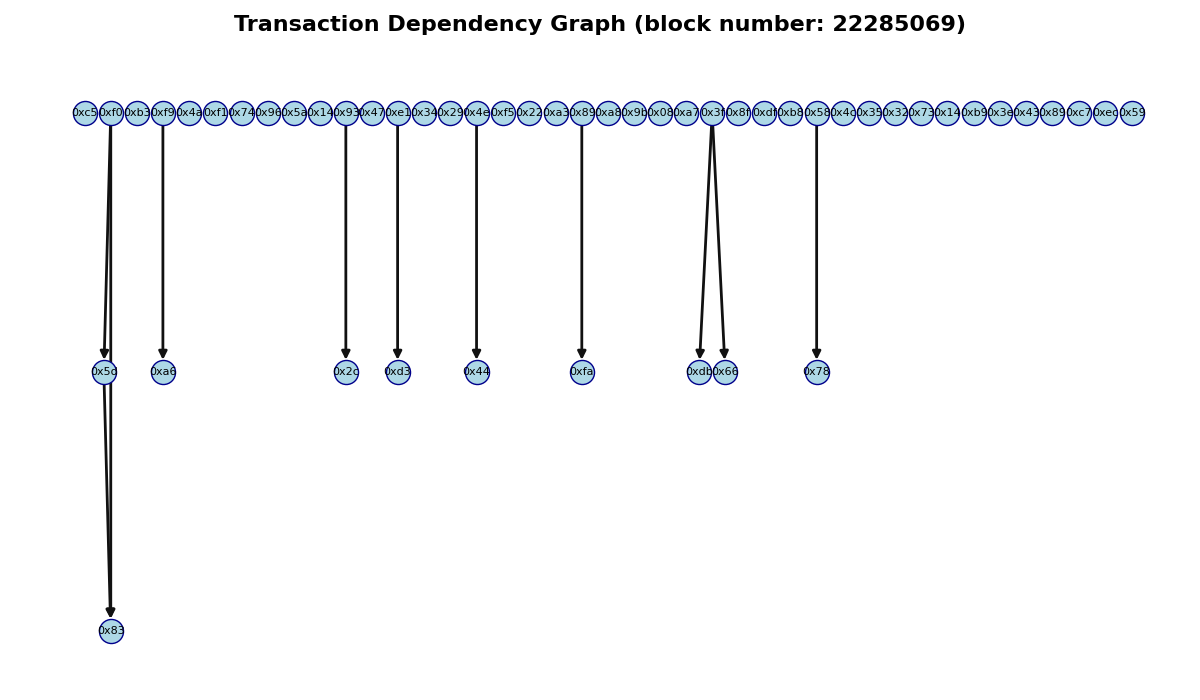 Transaction Dependency Graph (block number: 22285069)
0xc5 0xf0 0xb3 0xf9 0x4a 0xf1 0x74 0x96 0x5a 0x14 0x93 0x47 0xe1 0x34 0x29 0x4e 0xf5 0x22 0xa3 0x89 0xa8 0x9b 0x08 0xa7 0x3f 0x8f 0xdf 0xb8 0x58 0x4c 0x35 0x32 0x73 0x14 0xb9 0x3e 0x43 0x89 0xc7 0xec 0x59
0x5d 0xa6 0x2c 0xd3 0x44 0xfa 0xdb 0x66 0x78
0x83